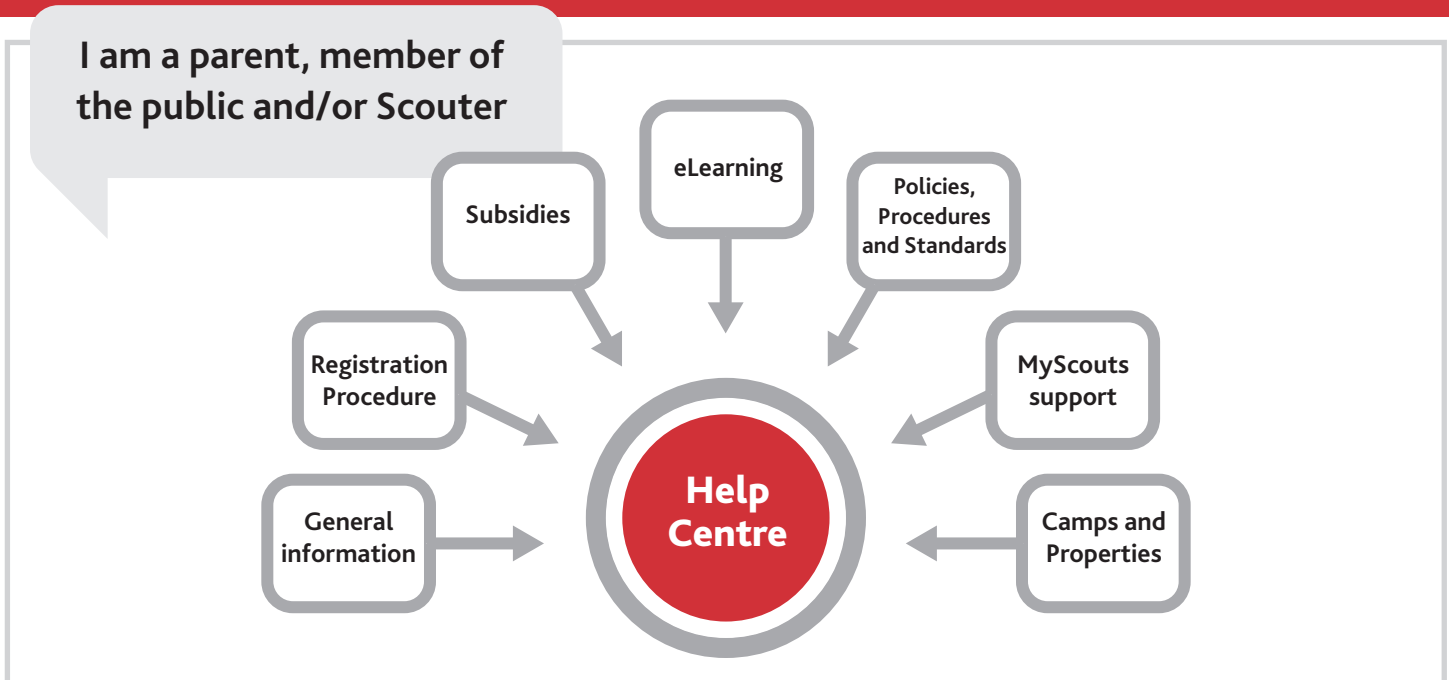 I am a parent, member of
the public and/or Scouter
eLearning
Subsidies
Policies,
Procedures
and Standards
Registration
Procedure
MyScouts
support
General
information
Help
Centre
Camps and
Properties